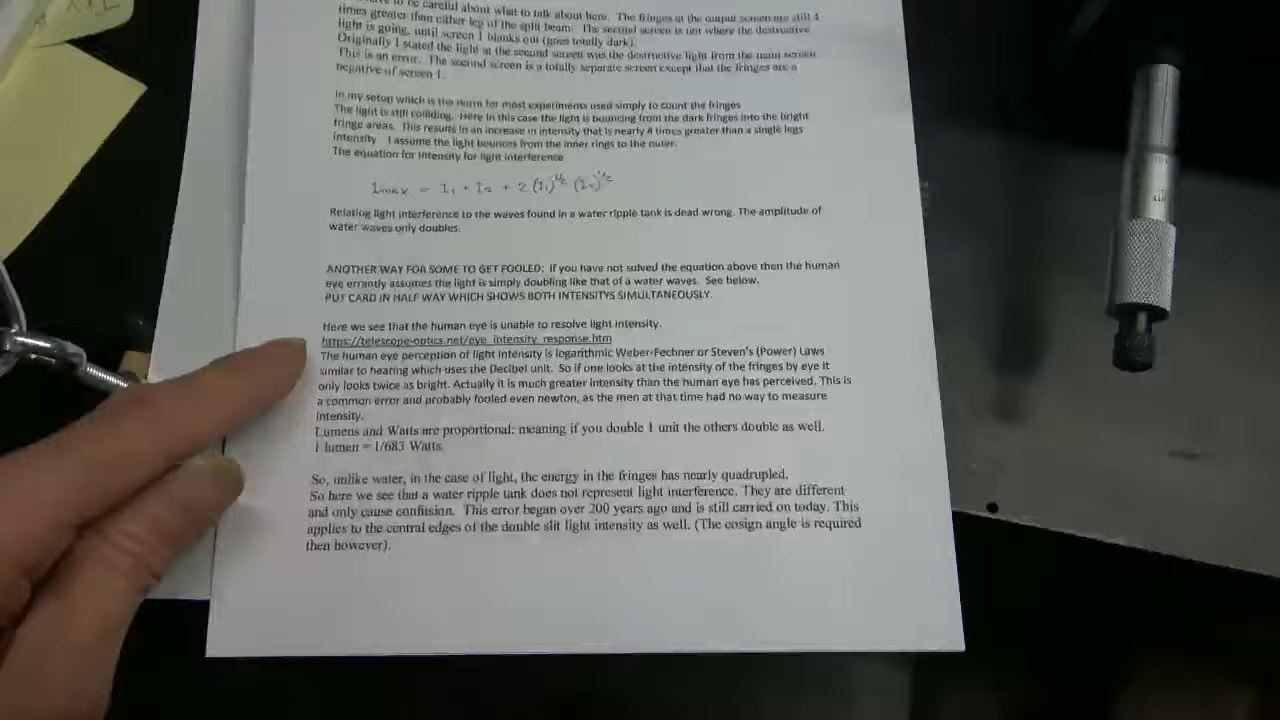 to be careful about what to talk about here. The fringes at the output screen are still 4
times greater than either leg of the split beam. The second screen is not where the destructive
light is going, until screen 1 blanks out (goes totally dark).
Originally I stated the light at the second screen was the destructive light from the main screen.
This is an error. The second screen is a totally separate screen except that the fringes are a
negative of screen 1.
In my setup which is the norm for most experiments used simply to count the fringes
The light is still colliding. Here in this case the light is bouncing from the dark fringes into the bright
fringe areas. This results in an increase in intensity that is nearly 4 times greater than a single legs
intensity I assume the light bounces from the inner rings to the outer.
The equation for intensity for light interference
Imax = I₁ + I₂ + 2 (I₁)^1/2 (I₂)^1/2
Relating light interference to the waves found in a water ripple tank is dead wrong. The amplitude of
water waves only doubles.
ANOTHER WAY FOR SOME TO GET FOOLED: If you have not solved the equation above then the human
eye errantly assumes the light is simply doubling like that of a water waves. See below.
PUT CARD IN HALF WAY WHICH SHOWS BOTH INTENSITYS SIMULTANEOUSLY.
Here we see that the human eye is unable to resolve light intensity.
https://telescope-optics.net/eye_intensity_response.htm
The human eye perception of light intensity is logarithmic Weber-Fechner or Steven's (Power) Laws
similar to hearing which uses the Decibel unit. So if one looks at the intensity of the fringes by eye it
only looks twice as bright. Actually it is much greater intensity than the human eye has perceived. This is
a common error and probably fooled even newton, as the men at that time had no way to measure
intensity.
Lumens and Watts are proportional: meaning if you double 1 unit the others double as well.
1 lumen = 1/683 Watts.
So, unlike water, in the case of light, the energy in the fringes has nearly quadrupled.
So here we see that a water ripple tank does not represent light interference. They are different
and only cause confusion. This error began over 200 years ago and is still carried on today. This
applies to the central edges of the double slit light intensity as well. (The cosign angle is required
then however).